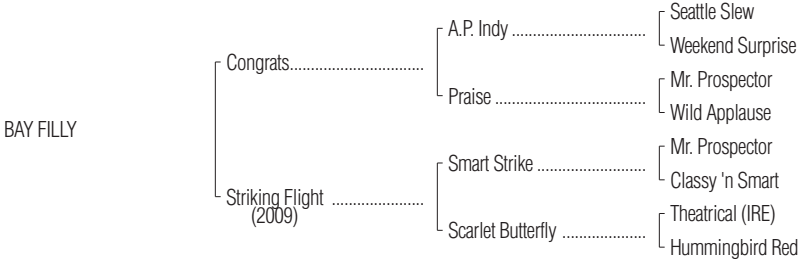 Seattle Slew
A.P. Indy ................................
Weekend Surprise
Congrats................................
Mr. Prospector
Praise ....................................
Wild Applause
BAY FILLY
Mr. Prospector
Smart Strike ..........................
Classy 'n Smart
Striking Flight ......................
(2009)
Theatrical (IRE)
Scarlet Butterfly ....................
Hummingbird Red